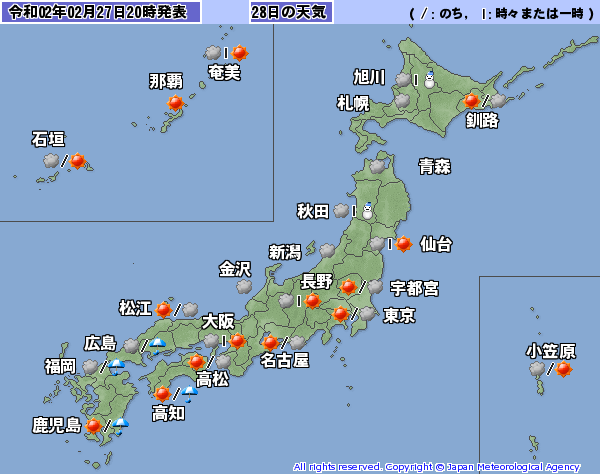 令和02年02月27日20時発表 28日の天気 ( /: のち, |: 時々または一時 )
奄美
旭川
那覇
札幌
釧路
石垣
青森
秋田
仙台
新潟
金沢
長野
宇都宮
松江
大阪
東京
広島
名古屋
小笠原
福岡
高松
高知
鹿児島
All rights reserved. Copyright © Japan Meteorological Agency